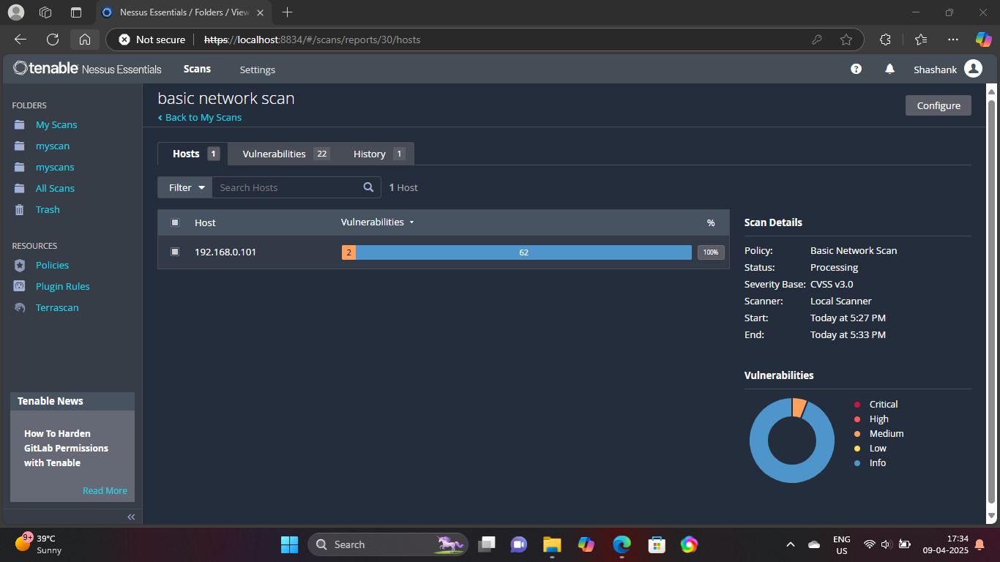 Nessus Essentials / Folders / View
Not secure https://localhost:8834/#/scans/reports/30/hosts
tenable Nessus Essentials Scans Settings Shashank
FOLDERS
My Scans
myscan
myscans
All Scans
Trash
RESOURCES
Policies
Plugin Rules
Terrascan
Tenable News
How To Harden
GitLab Permissions
with Tenable
Read More
basic network scan
Back to My Scans
Configure
Hosts 1 Vulnerabilities 22 History 1
Filter Search Hosts 1 Host
Host Vulnerabilities %
192.168.0.101 2 62 100%
Scan Details
Policy: Basic Network Scan
Status: Processing
Severity Base: CVSS v3.0
Scanner: Local Scanner
Start: Today at 5:27 PM
End: Today at 5:33 PM
Vulnerabilities
Critical
High
Medium
Low
Info
9+ 39°C
Sunny
Search
ENG
US
17:34
09-04-2025